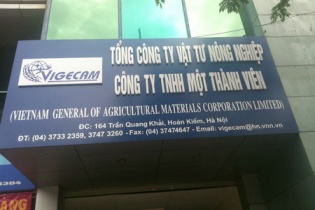 TỔNG CÔNG TY VẬT TƯ NÔNG NGHIỆP
VIGECAM
CÔNG TY TNHH MỘT THÀNH VIÊN
(VIETNAM GENERAL OF AGRICULTURAL MATERIALS CORPORATION LIMITED)
ĐC: 164 Trần Quang Khải, Hoàn Kiếm, Hà Nội
ĐT: (04) 3733 2359, 3747 3260 - Fax: (04) 37474647 - Email: vigecam@hn.vnn.vn